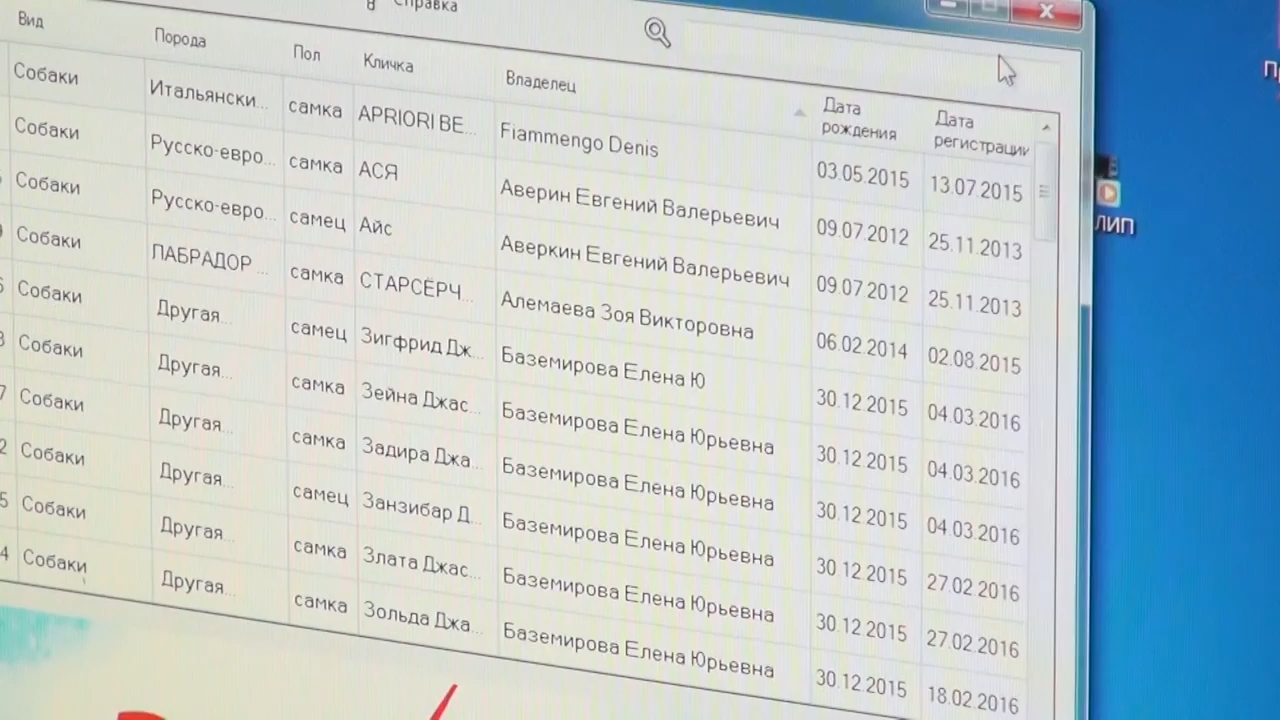 Справка
Вид Порода Пол Кличка Владелец Дата рождения Дата регистрации
Собаки Итальянски... самка APRIORI BE... Fiammengo Denis 03.05.2015 13.07.2015
Собаки Русско-евро... самка АСЯ Аверин Евгений Валерьевич 09.07.2012 25.11.2013
Собаки Русско-евро... самец Айс Аверкин Евгений Валерьевич 09.07.2012 25.11.2013
Собаки ЛАБРАДОР ... самка СТАРСЁРЧ... Алемаева Зоя Викторовна 06.02.2014 02.08.2015
Собаки Другая... самец Зигфрид Дж... Баземирова Елена Ю 30.12.2015 04.03.2016
Собаки Другая... самка Зейна Джас... Баземирова Елена Юрьевна 30.12.2015 04.03.2016
7 Собаки Другая... самка Задира Джа... Баземирова Елена Юрьевна 30.12.2015 04.03.2016
2 Собаки Другая... самец Занзибар Д... Баземирова Елена Юрьевна 30.12.2015 27.02.2016
5 Собаки Другая... самка Злата Джас... Баземирова Елена Юрьевна 30.12.2015 27.02.2016
4 Собаки Другая... самка Зольда Джа... Баземирова Елена Юрьевна 30.12.2015 18.02.2016
ЛИП